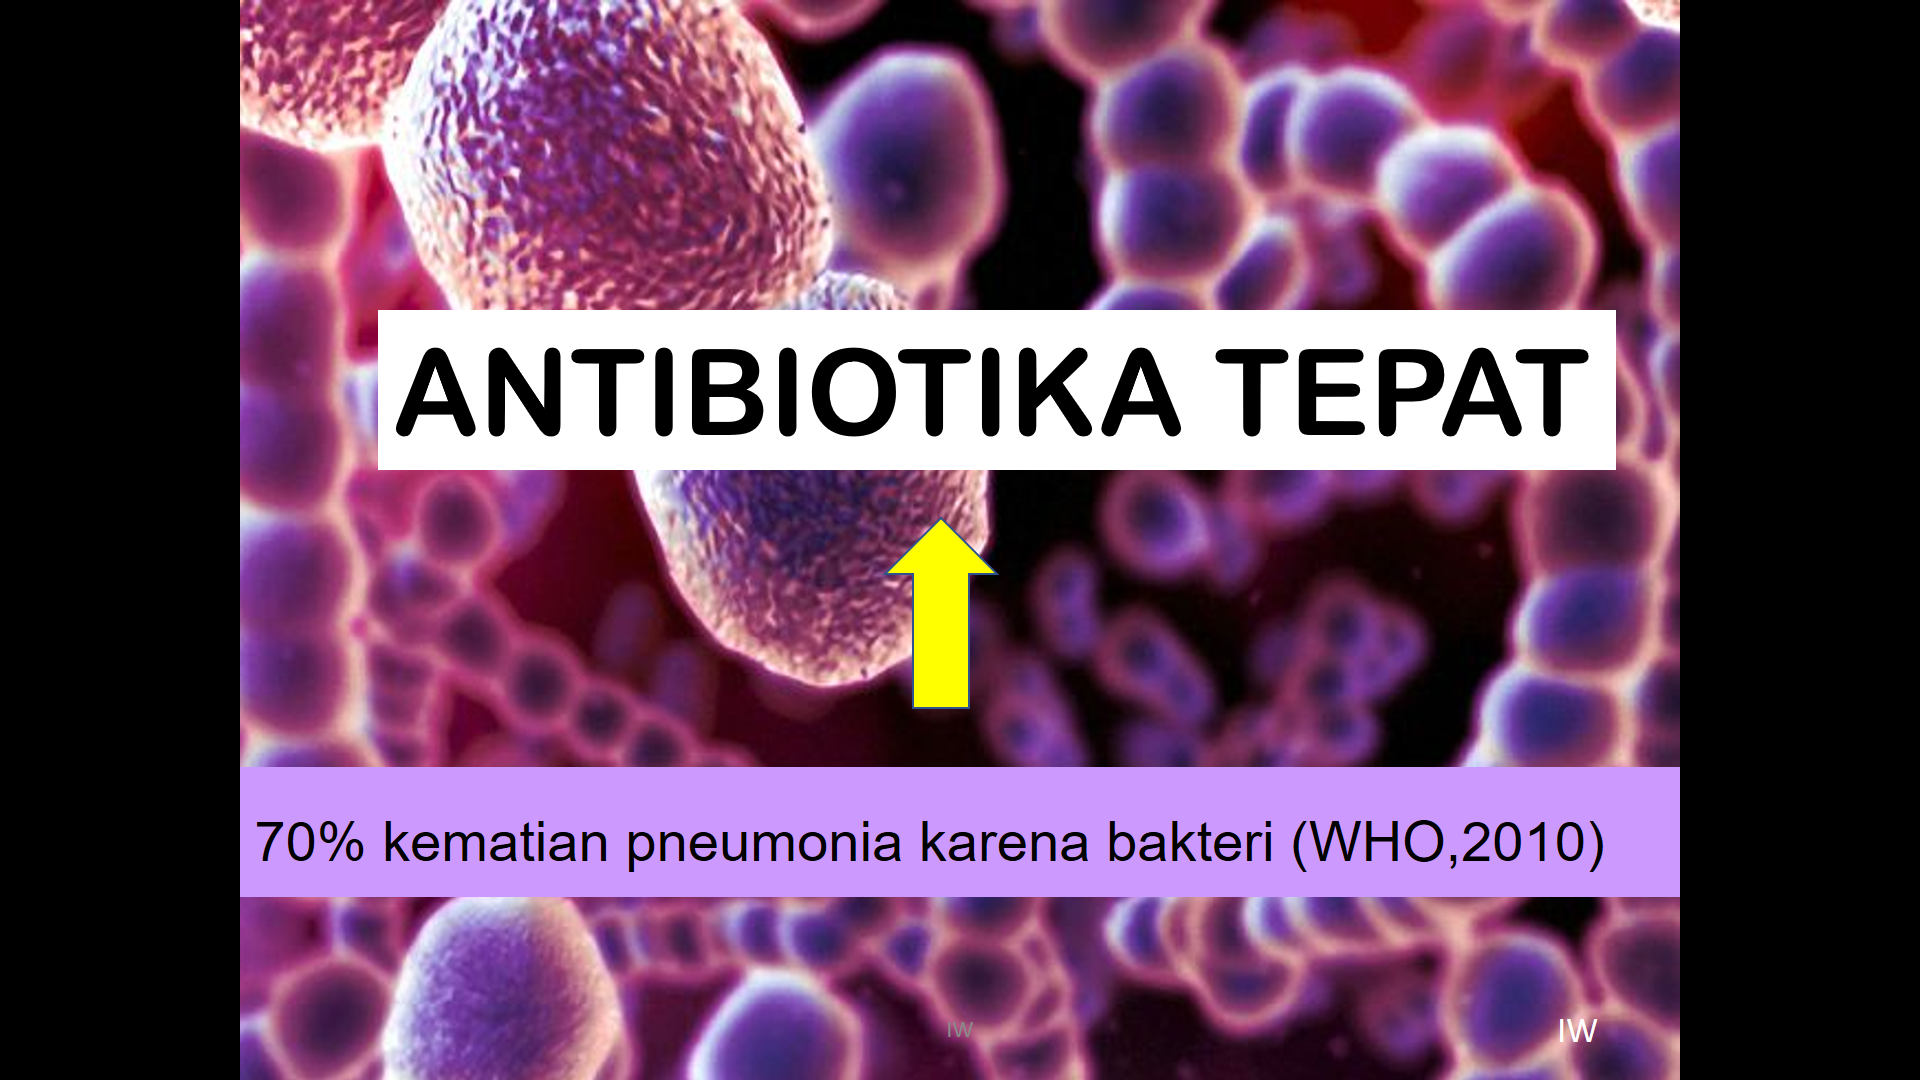 ANTIBIOTIKA TEPAT
70% kematian pneumonia karena bakteri (WHO,2010)
IW
IW